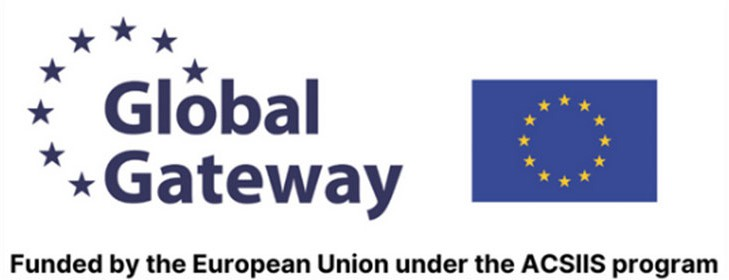 Global
Gateway
Funded by the European Union under the ACSIIS program